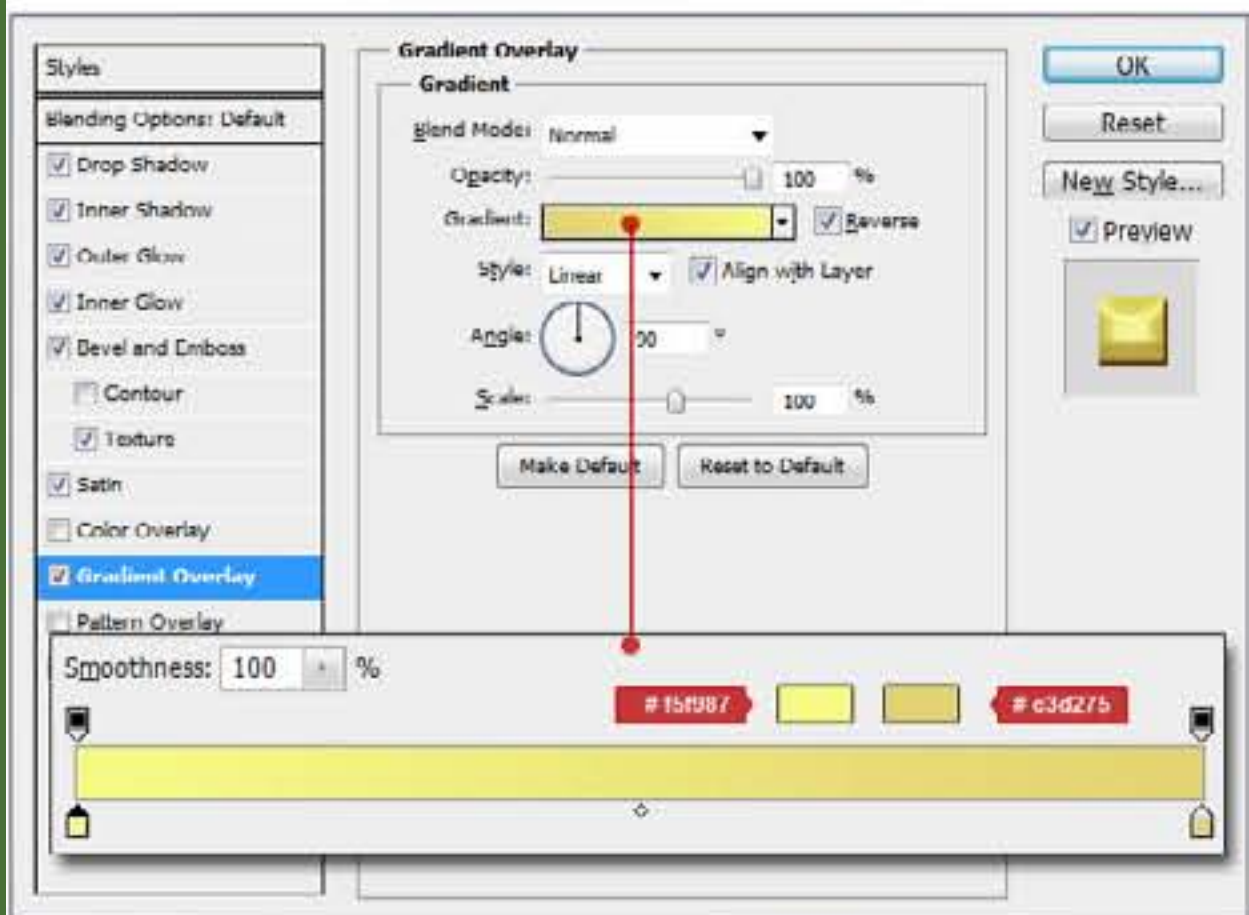 Styles
Blending Options: Default
Drop Shadow
Inner Shadow
Outer Glow
Inner Glow
Bevel and Emboss
Contour
Texture
Satin
Color Overlay
Gradient Overlay
Pattern Overlay
Gradient Overlay
Gradient
Blend Mode: Normal
Opacity: 100 %
Gradient: Reverse
Style: Linear Align with Layer
Angle: 90 °
Scale: 100 %
Make Default Reset to Default
OK
Reset
New Style...
Preview
Smoothness: 100 %
# f5f987 # e3d275